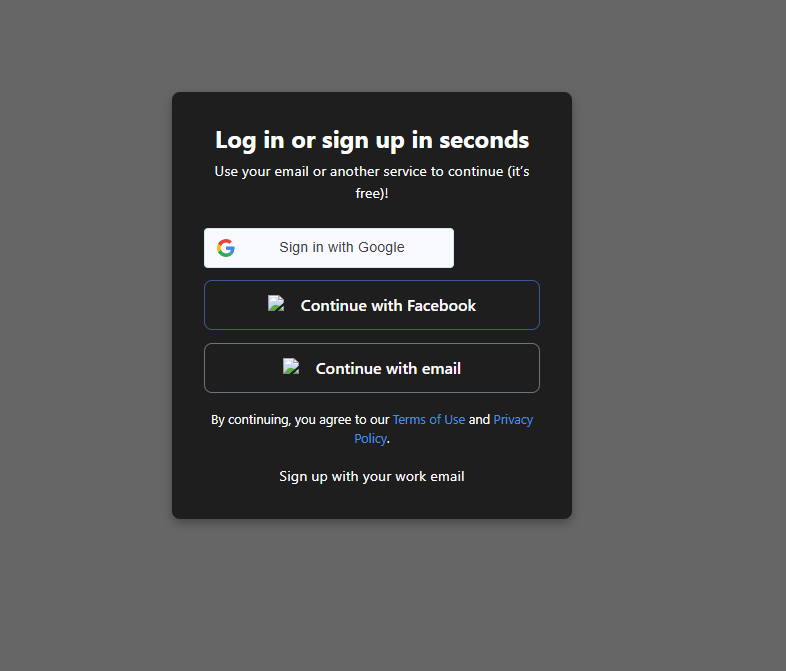 Log in or sign up in seconds
Use your email or another service to continue (it’s
free)!
Sign in with Google
Continue with Facebook
Continue with email
By continuing, you agree to our Terms of Use and Privacy
Policy.
Sign up with your work email